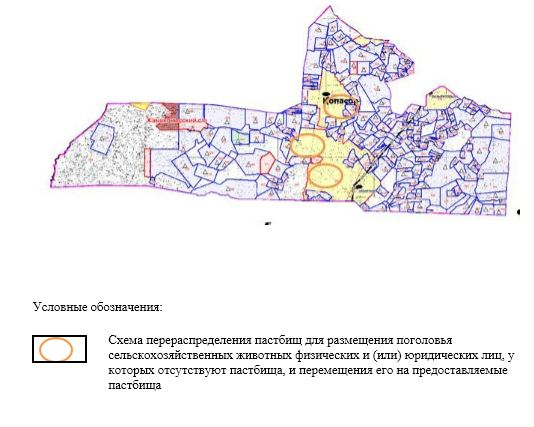 Копасор
Условные обозначения:
Схема перераспределения пастбищ для размещения поголовья
сельскохозяйственных животных физических и (или) юридических лиц, у
которых отсутствуют пастбища, и перемещения его на предоставляемые
пастбища